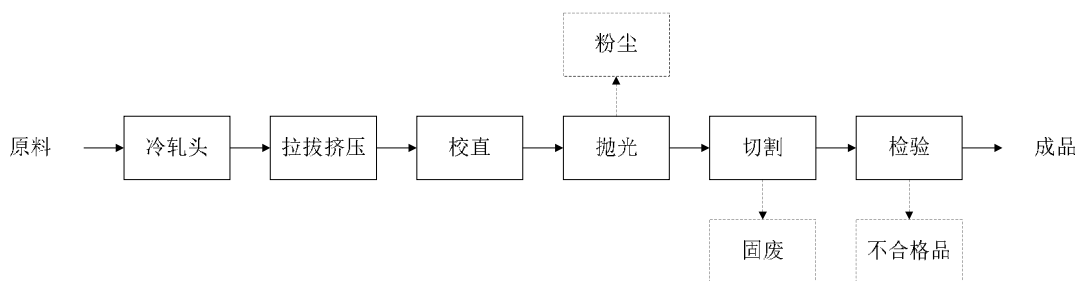 粉尘
原料
冷轧头
拉拔挤压
校直
抛光
切割
检验
成品
固废
不合格品